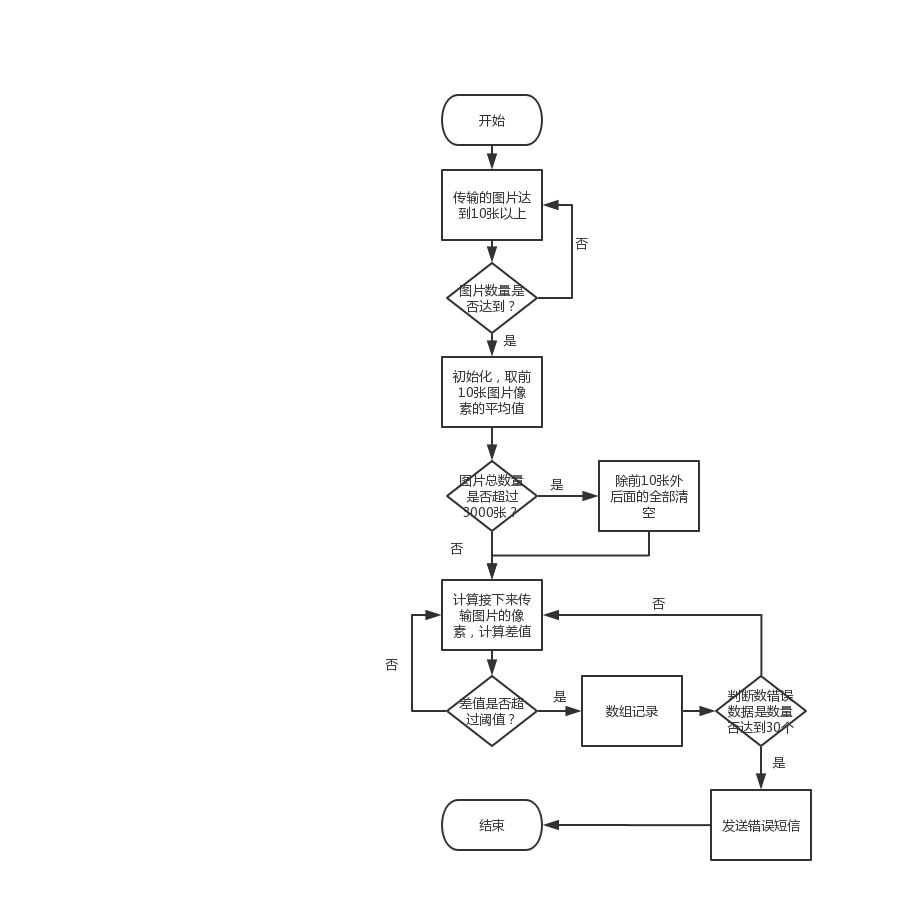 开始
传输的图片达
到10张以上
否
图片数量是
否达到？
是
初始化，取前
10张图片像
素的平均值
图片总数量
是否超过
3000张？
是
除前10张外
后面的全部清
空
否
计算接下来传
输图片的像
素，计算差值
否
否
差值是否超
过阈值？
是
数组记录
判断数错误
数据是数量
否达到30个
是
发送错误短信
结束